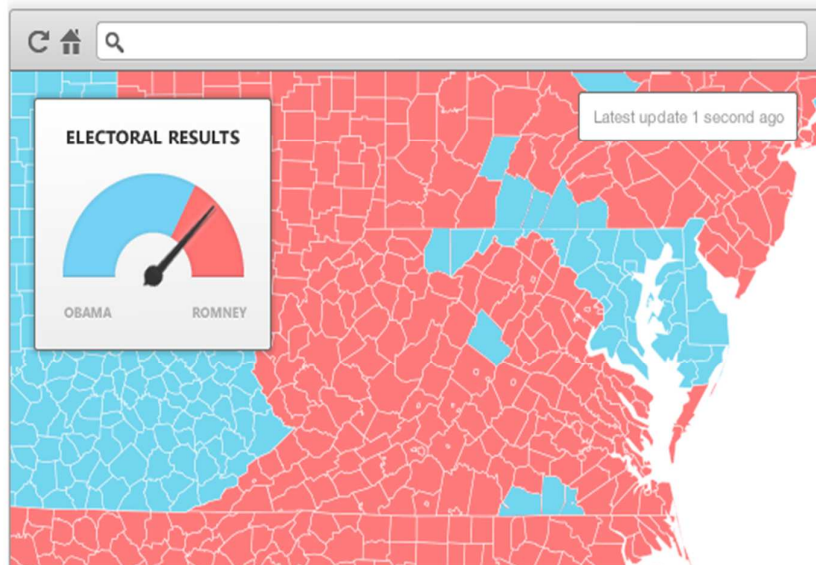 ELECTORAL RESULTS
Latest update 1 second ago
OBAMA
ROMNEY